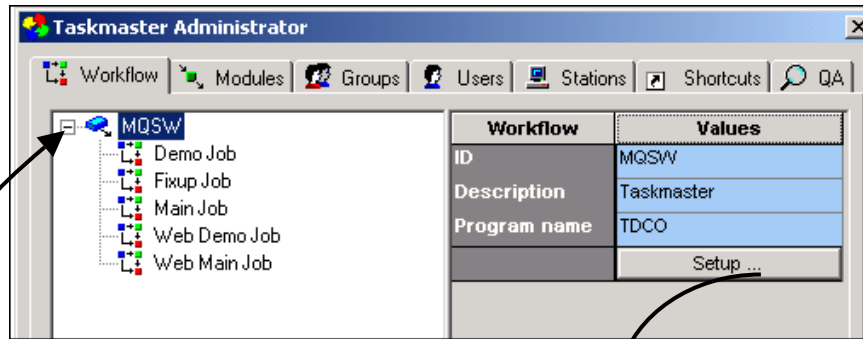 Taskmaster Administrator
Workflow Modules Groups Users Stations Shortcuts QA
MQSW
Demo Job
Fixup Job
Main Job
Web Demo Job
Web Main Job
Workflow Values
ID MQSW
Description Taskmaster
Program name TDCO
Setup ...